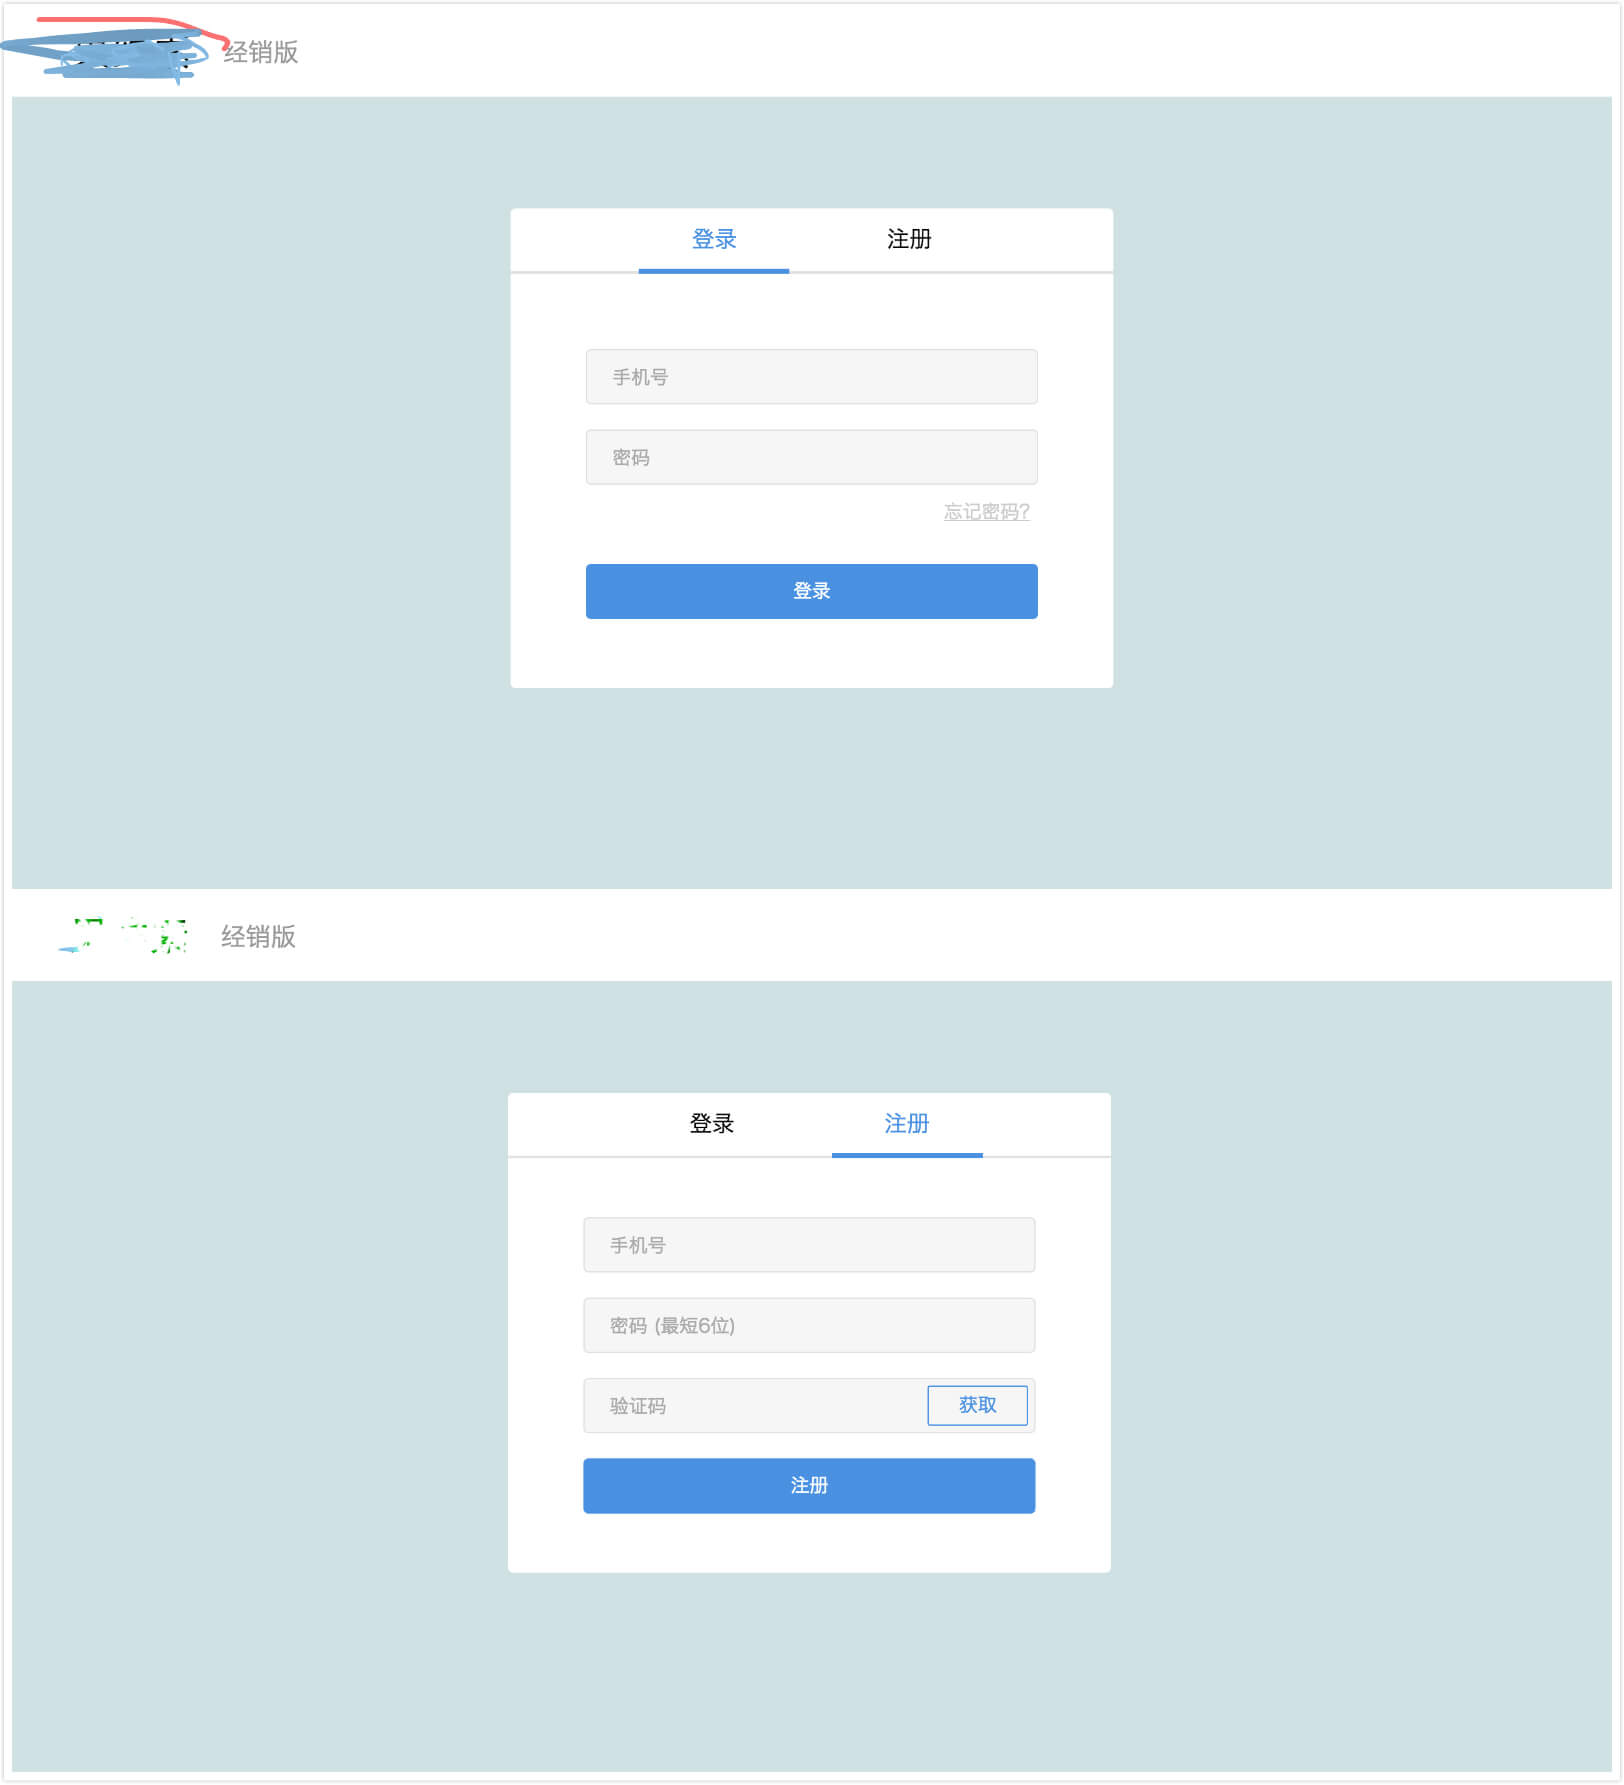 经销版
登录 注册
手机号
密码
忘记密码?
登录
经销版
登录 注册
手机号
密码 (最短6位)
验证码 获取
注册